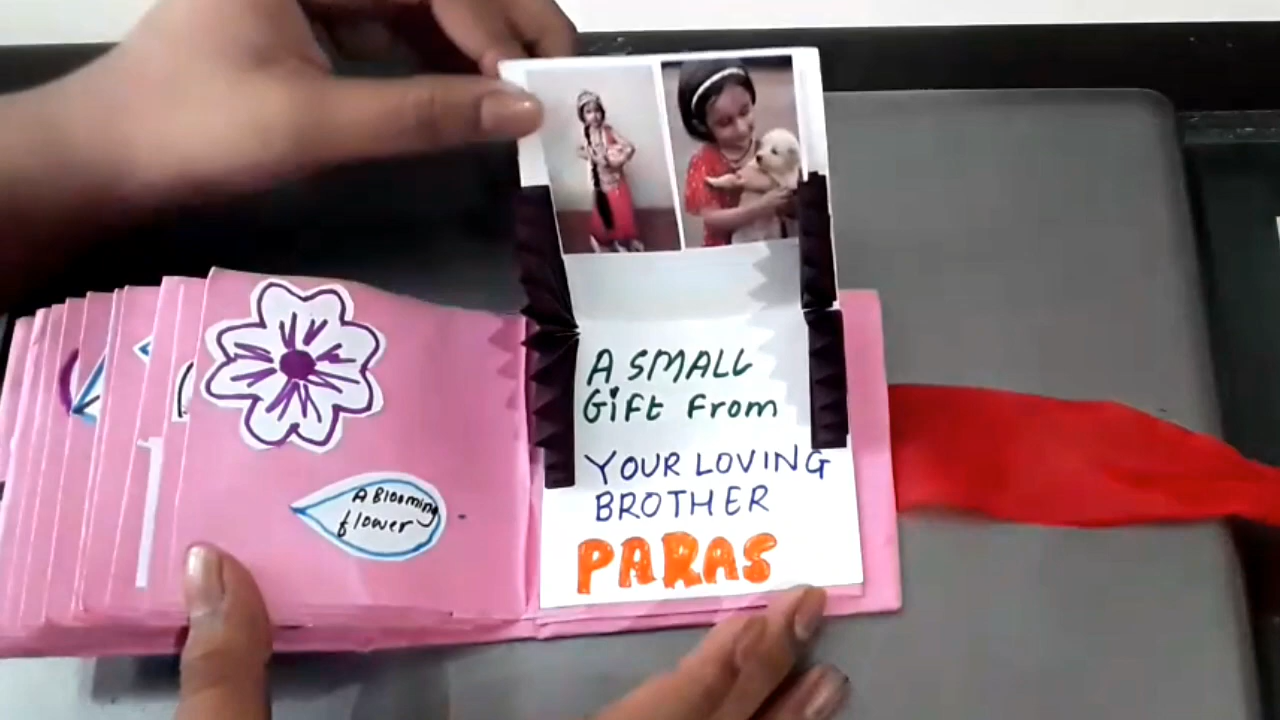 A Blooming
flower
A SMALL
Gift From
YOUR LOVING
BROTHER
PARAS